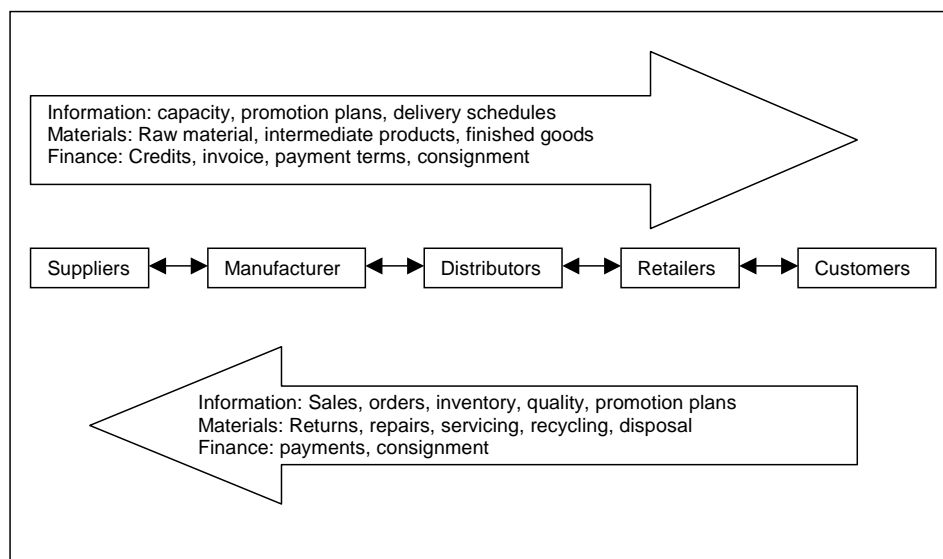 Information: capacity, promotion plans, delivery schedules
Materials: Raw material, intermediate products, finished goods
Finance: Credits, invoice, payment terms, consignment
Suppliers Manufacturer Distributors Retailers Customers
Information: Sales, orders, inventory, quality, promotion plans
Materials: Returns, repairs, servicing, recycling, disposal
Finance: payments, consignment